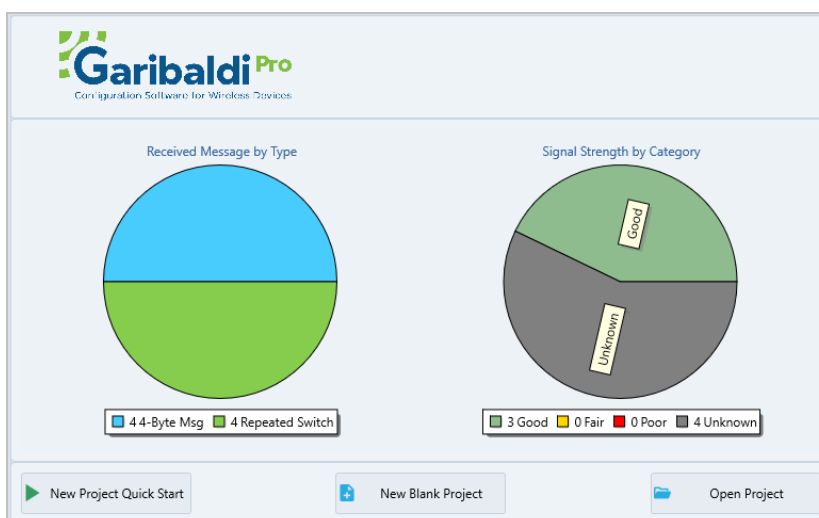 Garibaldi Pro
Configuration Software for Wireless Devices
Received Message by Type
Signal Strength by Category
Good
Unknown
4 4-Byte Msg 4 Repeated Switch
3 Good 0 Fair 0 Poor 4 Unknown
New Project Quick Start
New Blank Project
Open Project